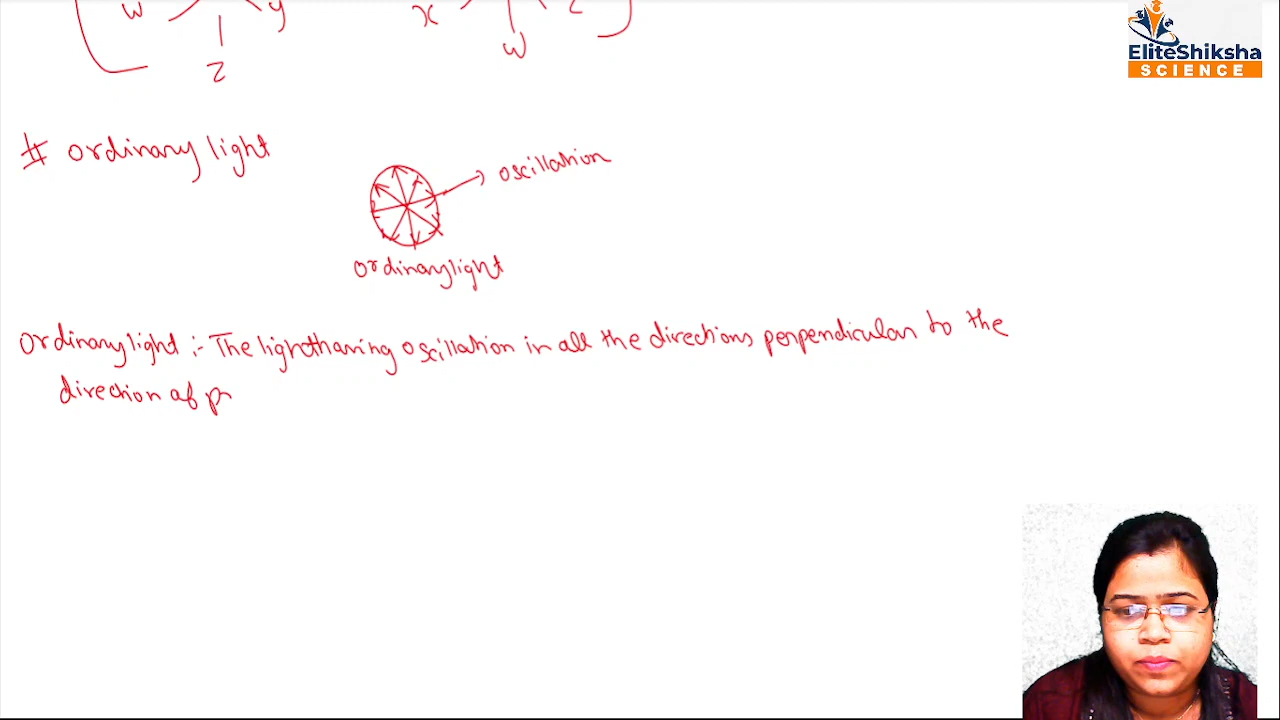 w
y
z
x
z
w
EliteShiksha
SCIENCE
# ordinary light
oscillation
ordinary light
ordinary light :- The light having oscillation in all the directions perpendicular to the
direction of pr